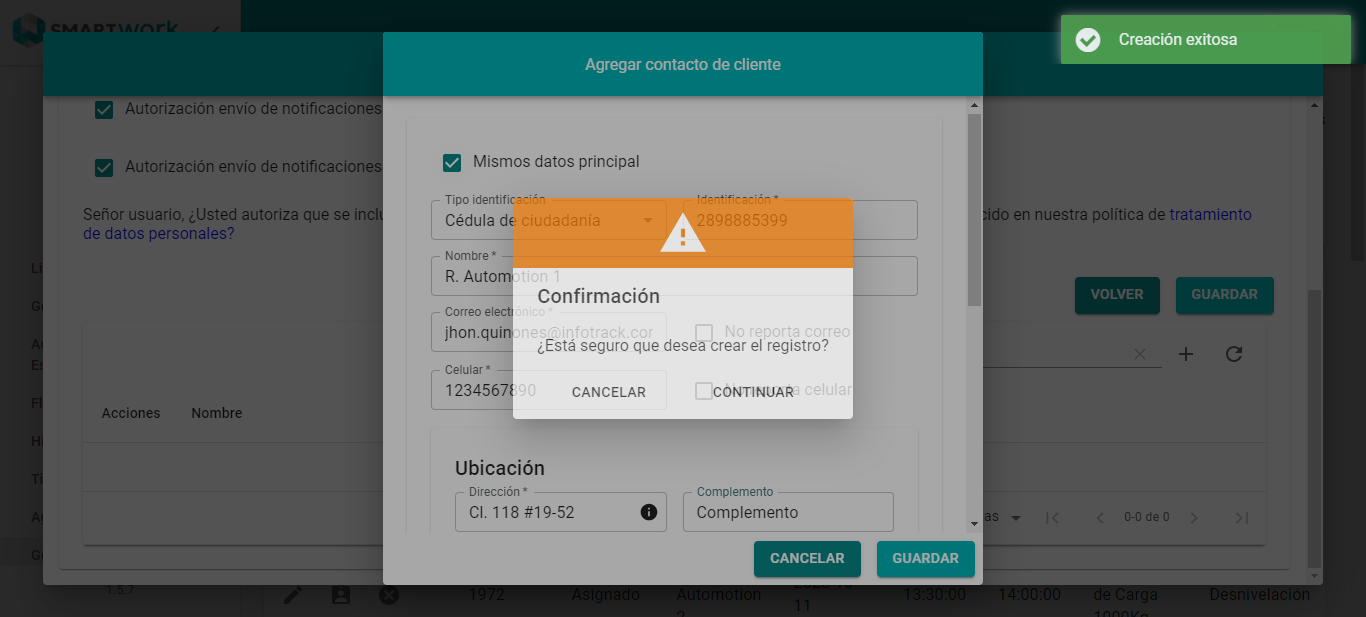 SMARTwork
Creación exitosa
Agregar contacto de cliente
Autorización envío de notificaciones
Mismos datos principal
Autorización envío de notificaciones
Tipo identificación
Identificación *
Cédula de ciudadanía
2898885399
Señor usuario, ¿Usted autoriza que se
cido en nuestra política de tratamiento
de datos personales?
Nombre *
R. Automotion 1
Confirmación
VOLVER
GUARDAR
Correo electrónico *
jhon.quinones@infotrack.cor
No reporta correo
¿Está seguro que desea crear el registro?
Celular *
1234567890
No reporta celular
CANCELAR
CONTINUAR
Acciones
Nombre
Ubicación
Dirección *
Complemento
Cl. 118 #19-52
Complemento
0-0 de 0
CANCELAR
GUARDAR
1.5.7
1972
Asignado
Automotion
11
13:30:00
14:00:00
de Carga
Desnivelación